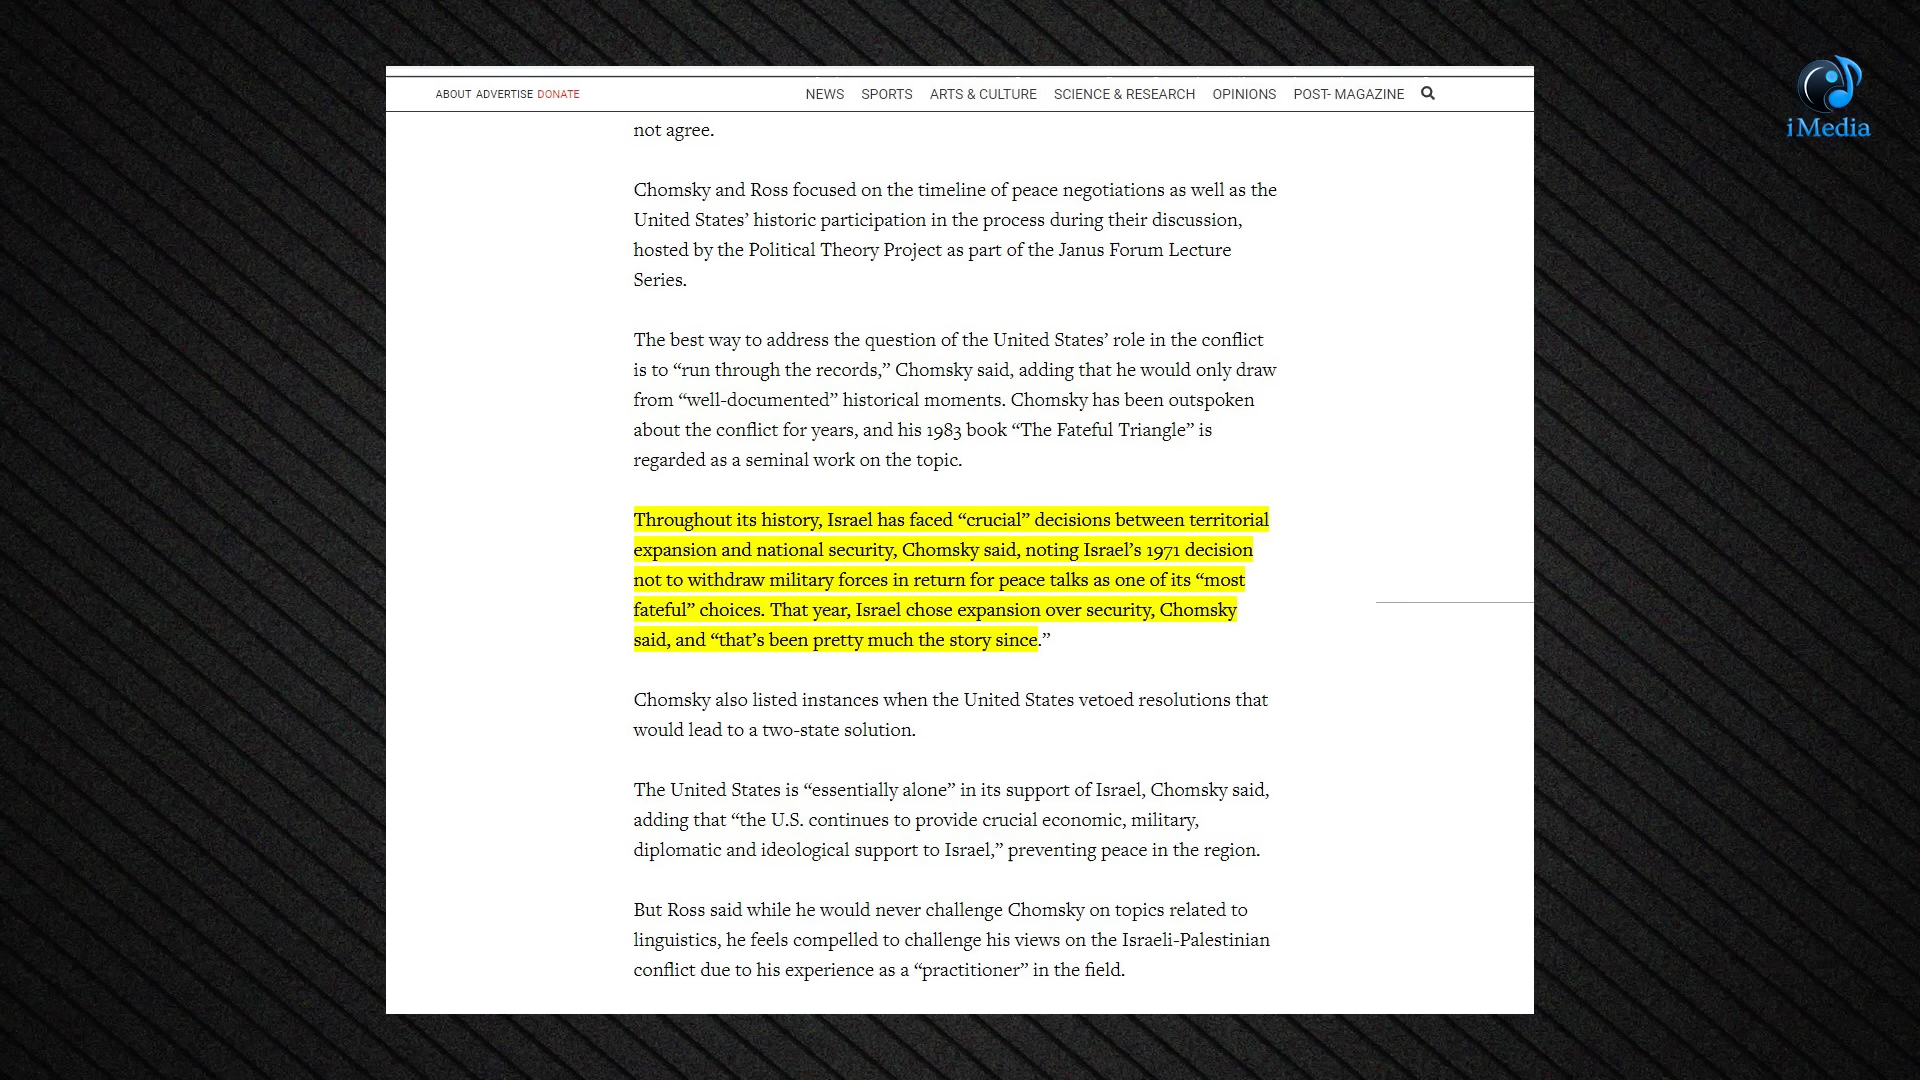 ABOUT ADVERTISE DONATE NEWS SPORTS ARTS & CULTURE SCIENCE & RESEARCH OPINIONS POST- MAGAZINE
iMedia
not agree.
Chomsky and Ross focused on the timeline of peace negotiations as well as the
United States’ historic participation in the process during their discussion,
hosted by the Political Theory Project as part of the Janus Forum Lecture
Series.
The best way to address the question of the United States’ role in the conflict
is to “run through the records,” Chomsky said, adding that he would only draw
from “well-documented” historical moments. Chomsky has been outspoken
about the conflict for years, and his 1983 book “The Fateful Triangle” is
regarded as a seminal work on the topic.
Throughout its history, Israel has faced “crucial” decisions between territorial
expansion and national security, Chomsky said, noting Israel’s 1971 decision
not to withdraw military forces in return for peace talks as one of its “most
fateful” choices. That year, Israel chose expansion over security, Chomsky
said, and “that’s been pretty much the story since.”
Chomsky also listed instances when the United States vetoed resolutions that
would lead to a two-state solution.
The United States is “essentially alone” in its support of Israel, Chomsky said,
adding that “the U.S. continues to provide crucial economic, military,
diplomatic and ideological support to Israel,” preventing peace in the region.
But Ross said while he would never challenge Chomsky on topics related to
linguistics, he feels compelled to challenge his views on the Israeli-Palestinian
conflict due to his experience as a “practitioner” in the field.